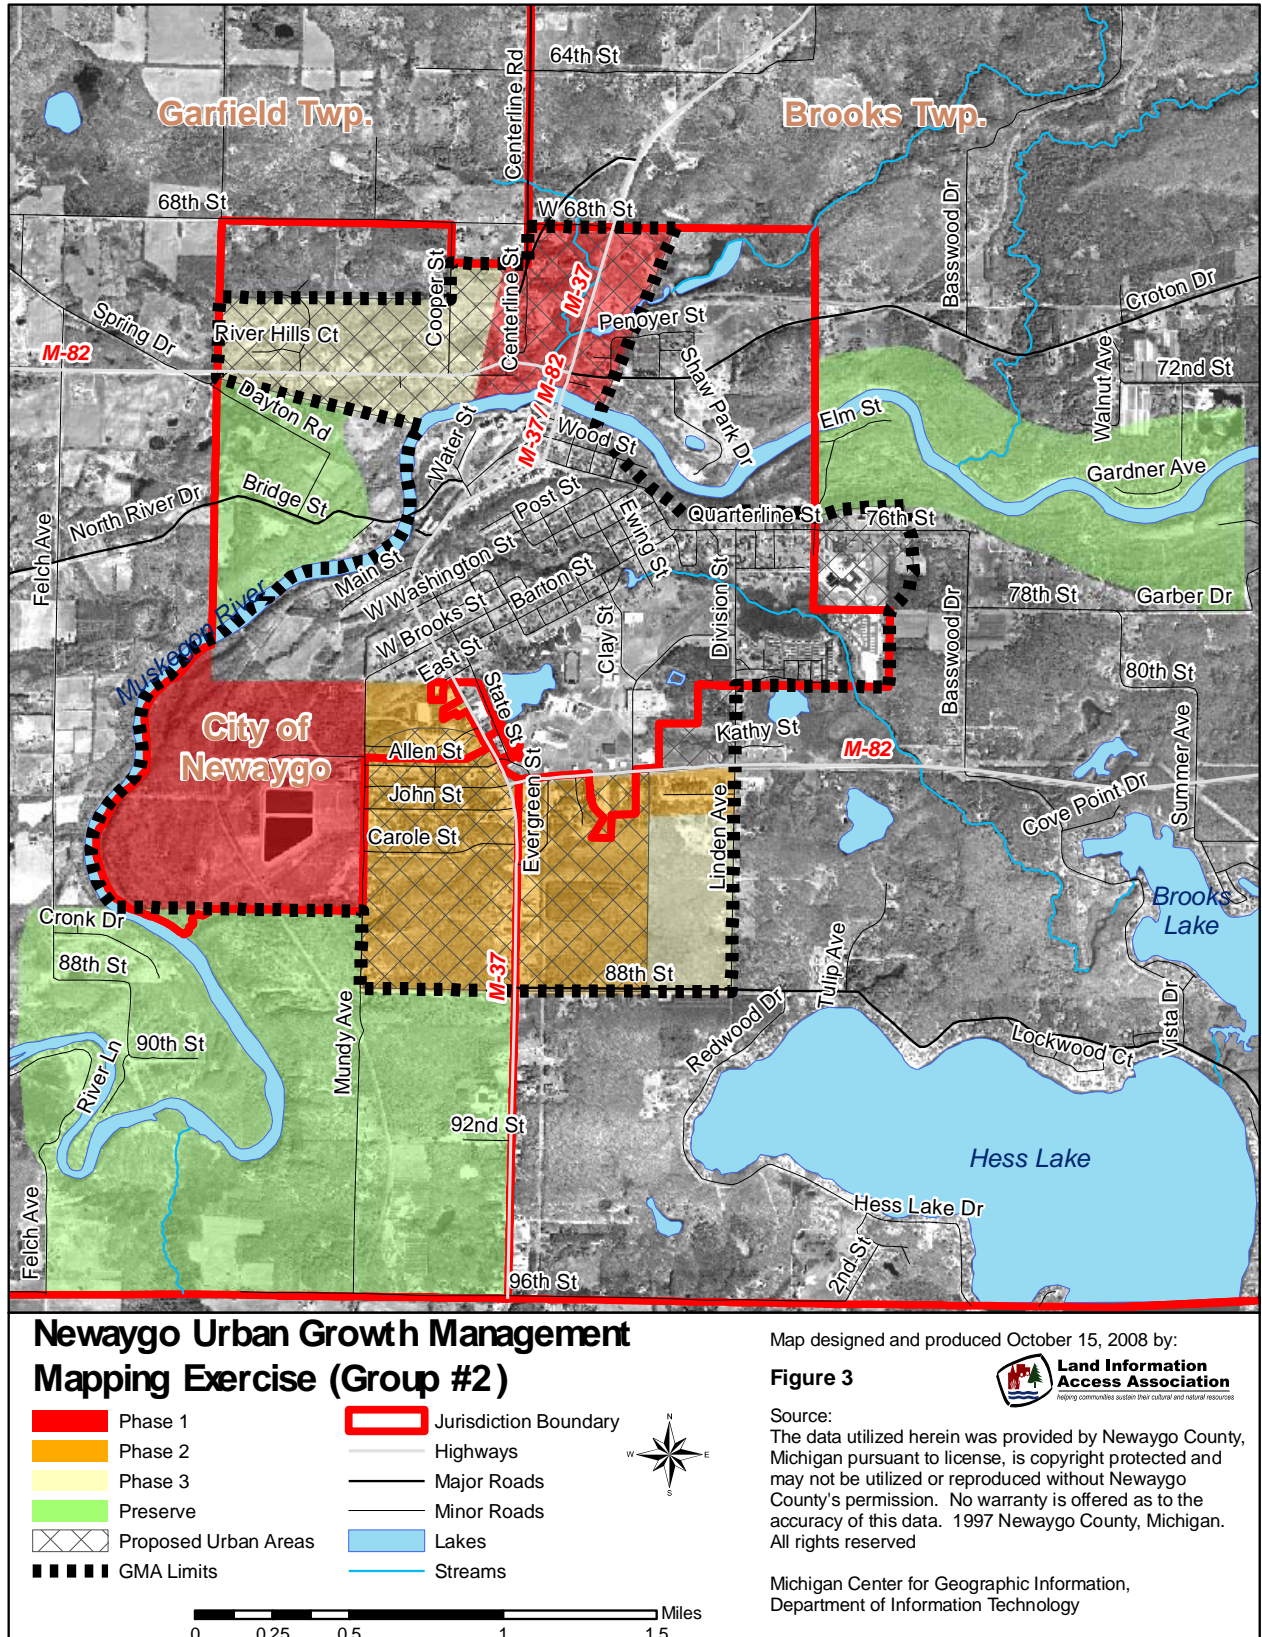 64th St
Centerline Rd
Garfield Twp.
Brooks Twp.
68th St
W 68th St
Basswood Dr
Croton Dr
Spring Dr
River Hills Ct
Cooper St
Centerline St
M-37
Penoyer St
M-82
Walnut Ave
72nd St
Shaw Park Dr
Dayton Rd
M-37 / M-82
Elm St
Water St
Wood St
Gardner Ave
North River Dr
Bridge St
Post St
Ewing St
Quarterline St
76th St
Felch Ave
Main St
W Washington St
Barton St
Division St
78th St
Garber Dr
Muskegon River
W Brooks St
Clay St
Basswood Dr
East St
80th St
State St
City of
Newaygo
Allen St
Kathy St
M-82
Summer Ave
John St
Evergreen St
Linden Ave
Cove Point Dr
Carole St
Brooks
Lake
Cronk Dr
88th St
88th St
M-37
Tulip Ave
Redwood Dr
Vista Dr
90th St
River Ln
Mundy Ave
Lockwood Ct
92nd St
Hess Lake
Felch Ave
Hess Lake Dr
2nd St
96th St
Newaygo Urban Growth Management
Mapping Exercise (Group #2)
Phase 1
Phase 2
Phase 3
Preserve
Proposed Urban Areas
GMA Limits
Jurisdiction Boundary
Highways
Major Roads
Minor Roads
Lakes
Streams
N
W E
S
0 0.25 0.5 1 1.5
Miles
Map designed and produced October 15, 2008 by:
Figure 3
Land Information
Access Association
helping communities sustain their cultural and natural resources
Source:
The data utilized herein was provided by Newaygo County,
Michigan pursuant to license, is copyright protected and
may not be utilized or reproduced without Newaygo
County's permission. No warranty is offered as to the
accuracy of this data. 1997 Newaygo County, Michigan.
All rights reserved
Michigan Center for Geographic Information,
Department of Information Technology